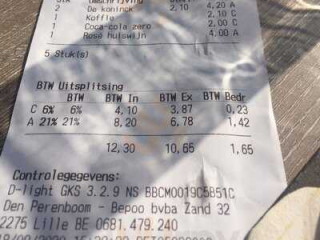 2 De koninck 2,10 4,20 A
1 Koffie 2,10 C
1 Coca-cola zero 2,00 C
1 Rose huiswijn 4,00 A
5 Stuk(s)
BTW Uitsplitsing
BTW BTW In BTW Ex BTW Bedr
C 6% 6% 4,10 3,87 0,23
A 21% 21% 8,20 6,78 1,42
12,30 10,65 1,65
Controlegegevens:
D-light GKS 3.2.9 NS BBCM0019C5B51C
Den Perenboom - Bepoo bvba Zand 32
2275 Lille BE 0681.479.240